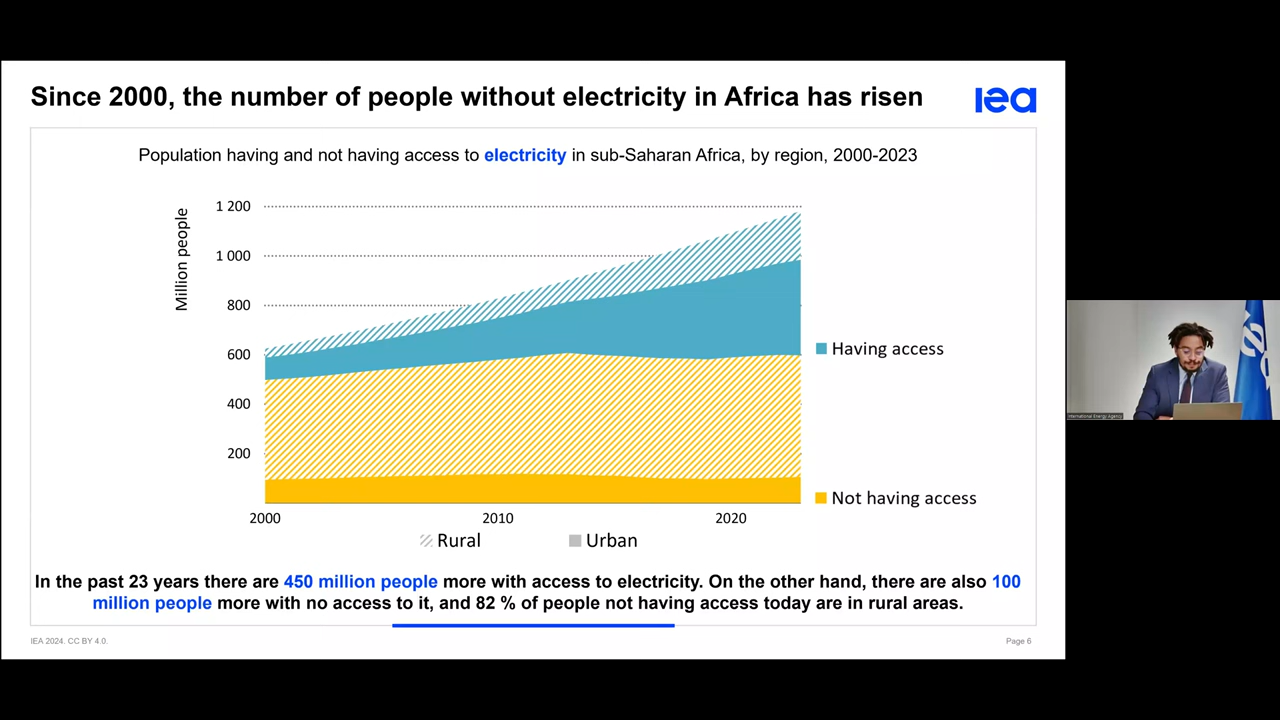 Since 2000, the number of people without electricity in Africa has risen
iea
Population having and not having access to electricity in sub-Saharan Africa, by region, 2000-2023
Million people
1 200
1 000
800
600
400
200
2000
2010
2020
Having access
Not having access
Rural
Urban
In the past 23 years there are 450 million people more with access to electricity. On the other hand, there are also 100
million people more with no access to it, and 82 % of people not having access today are in rural areas.
IEA 2024. CC BY 4.0.
Page 6
International Energy Agency